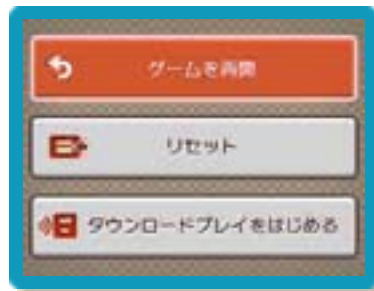 ゲームを再開
リセット
ダウンロードプレイをはじめる